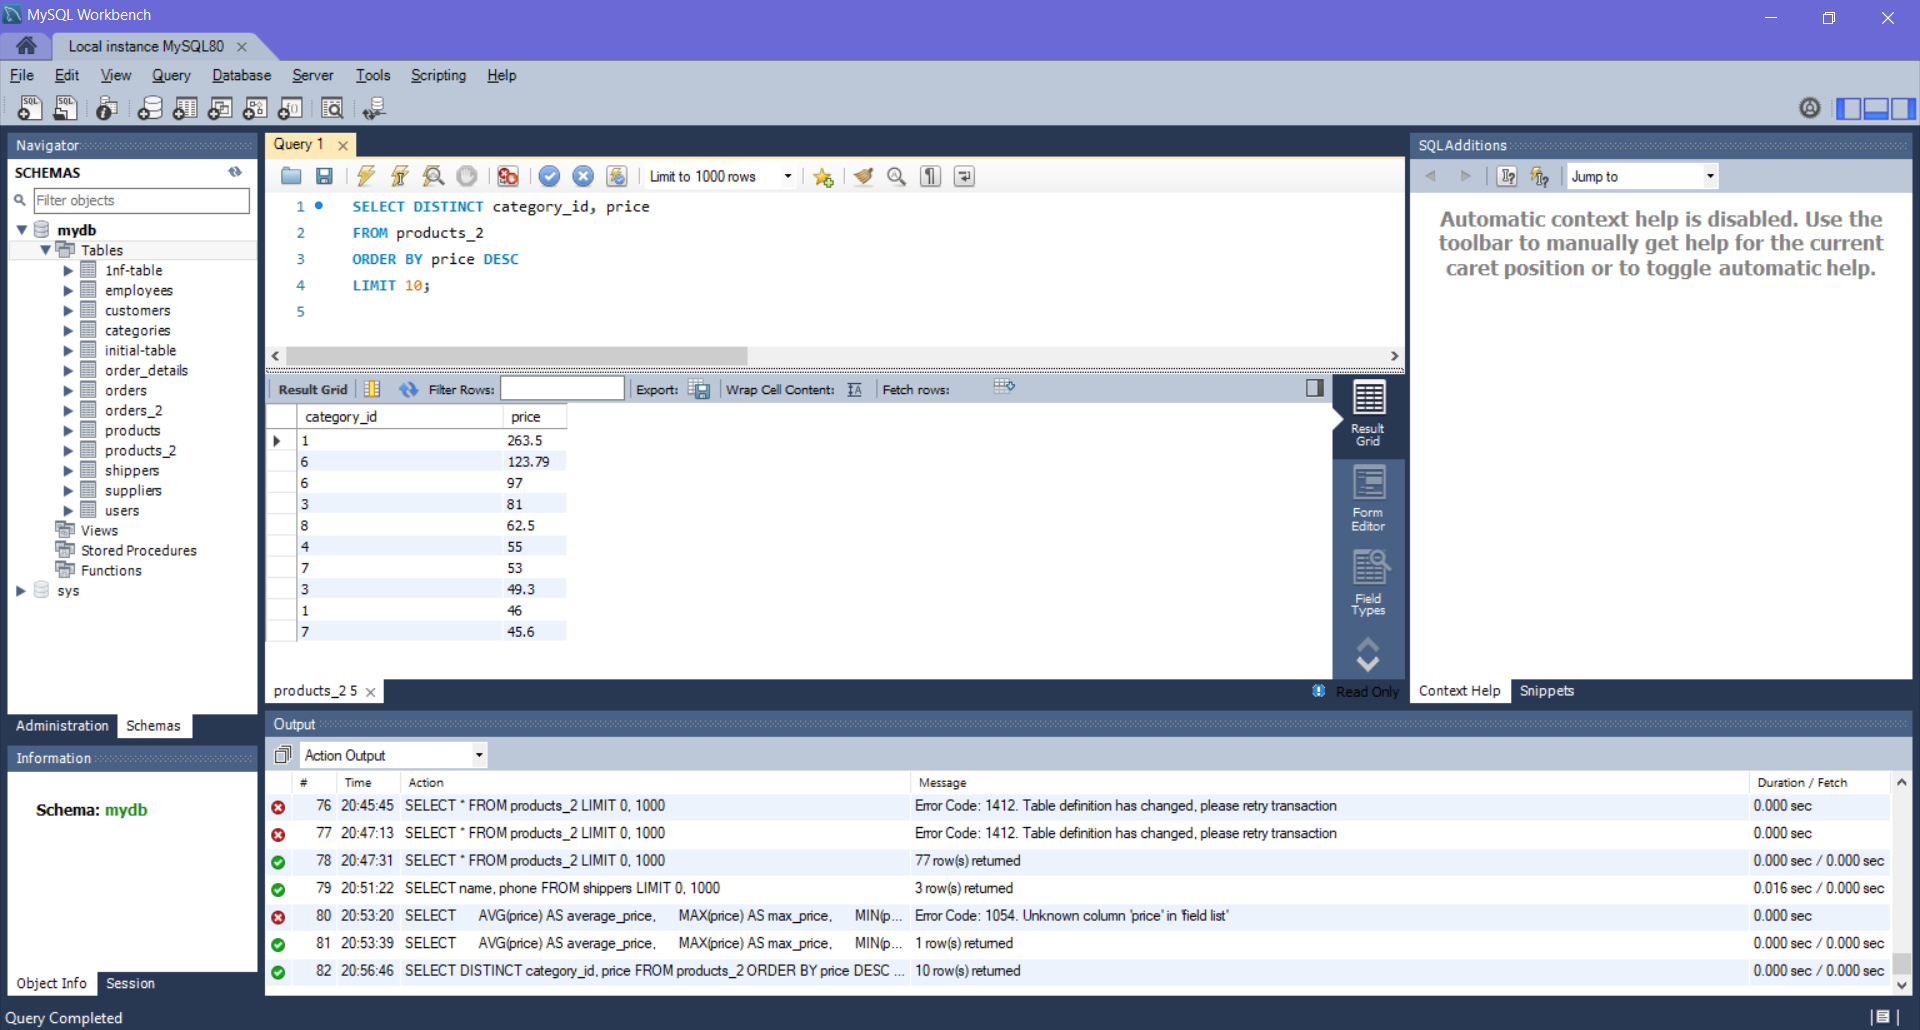 MySQL Workbench
Local instance MySQL80
File Edit View Query Database Server Tools Scripting Help
Navigator
SCHEMAS
Filter objects
mydb
Tables
1nf-table
employees
customers
categories
initial-table
order_details
orders
orders_2
products
products_2
shippers
suppliers
users
Views
Stored Procedures
Functions
sys
Administration Schemas
Information
Schema: mydb
Object Info Session
Query 1
Limit to 1000 rows
1 SELECT DISTINCT category_id, price
2 FROM products_2
3 ORDER BY price DESC
4 LIMIT 10;
5
Result Grid Filter Rows: Export: Wrap Cell Content: Fetch rows:
category_id price
1 263.5
6 123.79
6 97
3 81
8 62.5
4 55
7 53
3 49.3
1 46
7 45.6
Result
Grid
Form
Editor
Field
Types
products_2 5
Read Only
SQLAdditions
Jump to
Automatic context help is disabled. Use the
toolbar to manually get help for the current
caret position or to toggle automatic help.
Context Help Snippets
Output
Action Output
# Time Action Message Duration / Fetch
76 20:45:45 SELECT * FROM products_2 LIMIT 0, 1000 Error Code: 1412. Table definition has changed, please retry transaction 0.000 sec
77 20:47:13 SELECT * FROM products_2 LIMIT 0, 1000 Error Code: 1412. Table definition has changed, please retry transaction 0.000 sec
78 20:47:31 SELECT * FROM products_2 LIMIT 0, 1000 77 row(s) returned 0.000 sec / 0.000 sec
79 20:51:22 SELECT name, phone FROM shippers LIMIT 0, 1000 3 row(s) returned 0.016 sec / 0.000 sec
80 20:53:20 SELECT AVG(price) AS average_price, MAX(price) AS max_price, MIN(p... Error Code: 1054. Unknown column 'price' in 'field list' 0.000 sec
81 20:53:39 SELECT AVG(price) AS average_price, MAX(price) AS max_price, MIN(p... 1 row(s) returned 0.000 sec / 0.000 sec
82 20:56:46 SELECT DISTINCT category_id, price FROM products_2 ORDER BY price DESC ... 10 row(s) returned 0.000 sec / 0.000 sec
Query Completed